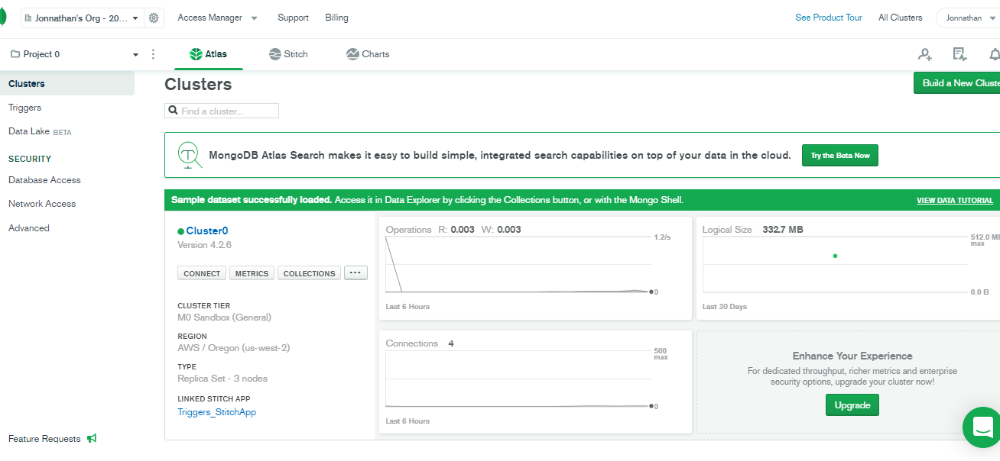 Jonnathan's Org - 20...
Access Manager
Support
Billing
See Product Tour
All Clusters
Jonnathan
Project 0
Atlas
Stitch
Charts
Clusters
Triggers
Data Lake BETA
SECURITY
Database Access
Network Access
Advanced
Feature Requests
Clusters
Build a New Cluste
Find a cluster...
MongoDB Atlas Search makes it easy to build simple, integrated search capabilities on top of your data in the cloud.
Try the Beta Now
Sample dataset successfully loaded. Access it in Data Explorer by clicking the Collections button, or with the Mongo Shell.
VIEW DATA TUTORIAL
Cluster0
Version 4.2.6
CONNECT
METRICS
COLLECTIONS
...
CLUSTER TIER
M0 Sandbox (General)
REGION
AWS / Oregon (us-west-2)
TYPE
Replica Set - 3 nodes
LINKED STITCH APP
Triggers_StitchApp
Operations R: 0.003 W: 0.003
1.2/s
0
Last 6 Hours
Logical Size 332.7 MB
512.0 MB
max
0.0 B
Last 30 Days
Connections 4
500
max
0
Last 6 Hours
Enhance Your Experience
For dedicated throughput, richer metrics and enterprise
security options, upgrade your cluster now!
Upgrade